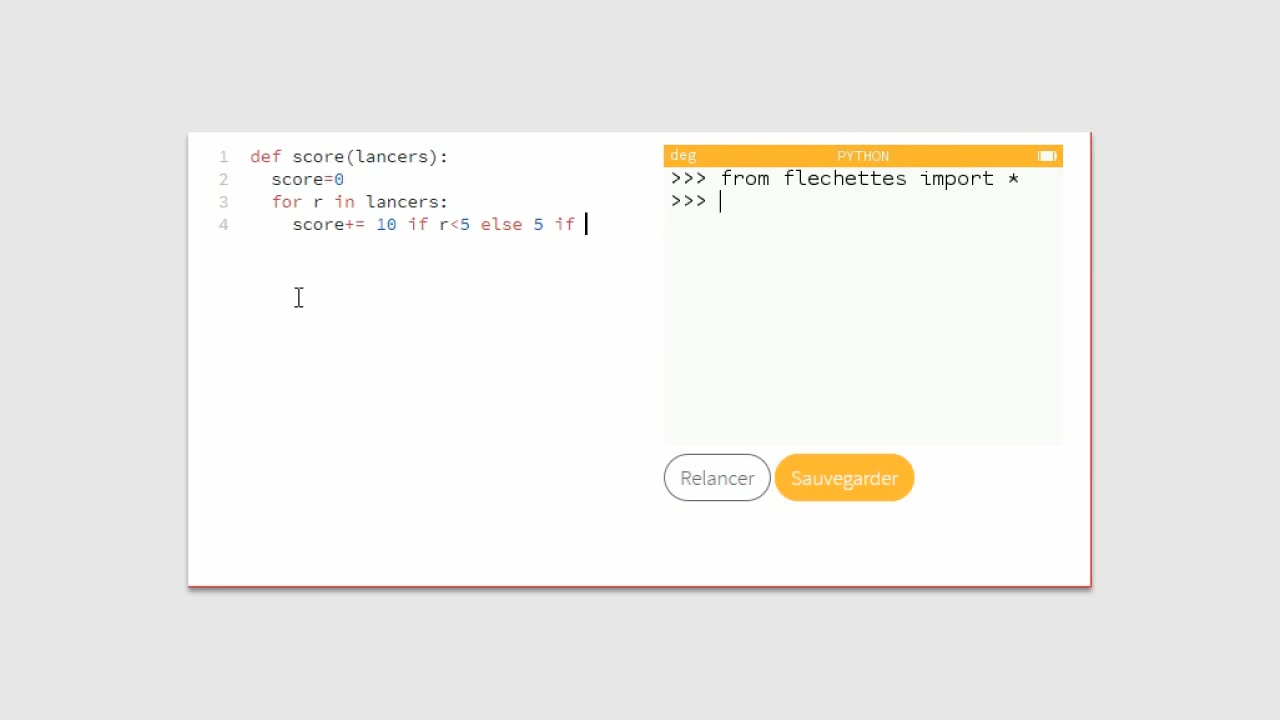 1 def score(lancers):
2 score=0
3 for r in lancers:
4 score+= 10 if r<5 else 5 if
deg PYTHON
>>> from flechettes import *
>>>
Relancer Sauvegarder